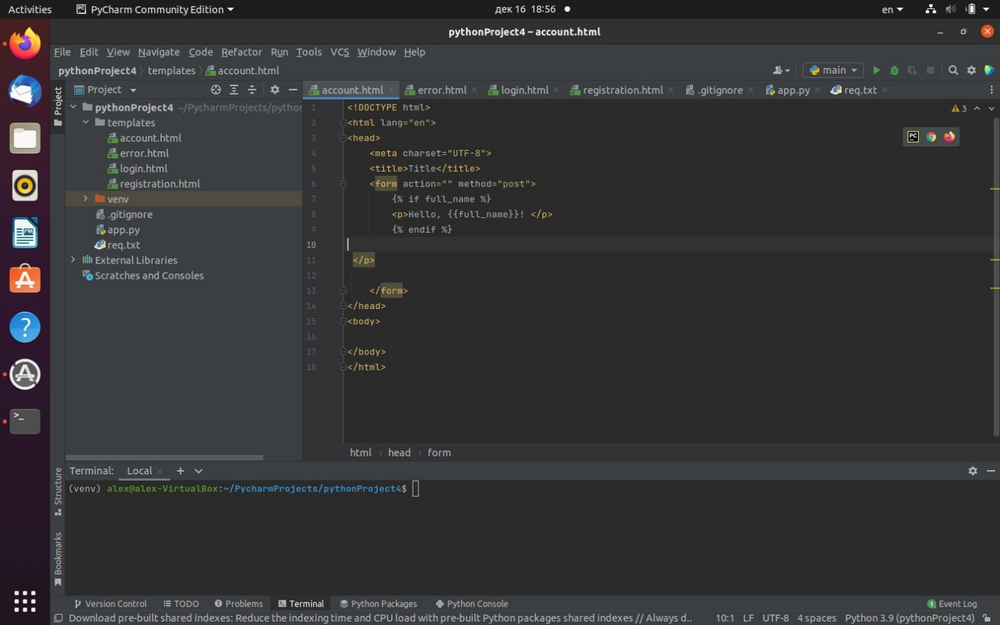 Activities PyCharm Community Edition дек 16 18:56 en
pythonProject4 – account.html
File Edit View Navigate Code Refactor Run Tools VCS Window Help
pythonProject4 templates account.html main
Project account.html error.html login.html registration.html .gitignore app.py req.txt
Project
pythonProject4 ~/PycharmProjects/python
templates
account.html
error.html
login.html
registration.html
venv
.gitignore
app.py
req.txt
External Libraries
Scratches and Consoles
1 <!DOCTYPE html>
3
2 <html lang="en">
3 <head>
4 <meta charset="UTF-8">
5 <title>Title</title>
6 <form action="" method="post">
7 {% if full_name %}
8 <p>Hello, {{full_name}}! </p>
9 {% endif %}
10
11 </p>
12
13 </form>
14 </head>
15 <body>
16
17 </body>
18 </html>
html › head › form
Terminal: Local
(venv) alex@alex-VirtualBox:~/PycharmProjects/pythonProject4$
Structure
Bookmarks
Version Control TODO Problems Terminal Python Packages Python Console 1 Event Log
Download pre-built shared indexes: Reduce the indexing time and CPU load with pre-built Python packages shared indexes // Always d.. 10:1 LF UTF-8 4 spaces Python 3.9 (pythonProject4)